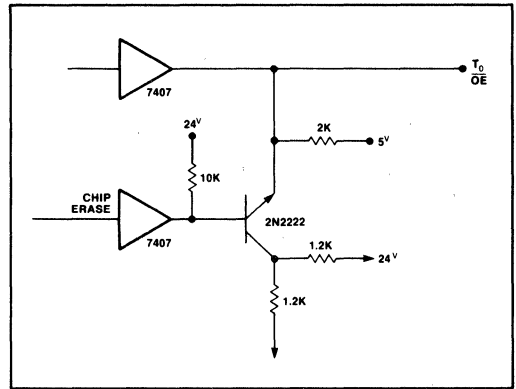 7407
T0
OE
24V
2K
5V
10K
CHIP
ERASE
7407
2N2222
1.2K
24V
1.2K